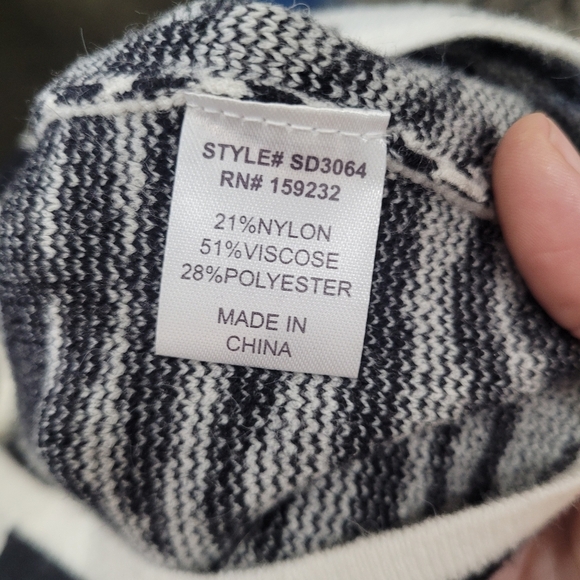 STYLE# SD3064
RN# 159232
21%NYLON
51%VISCOSE
28%POLYESTER
MADE IN
CHINA